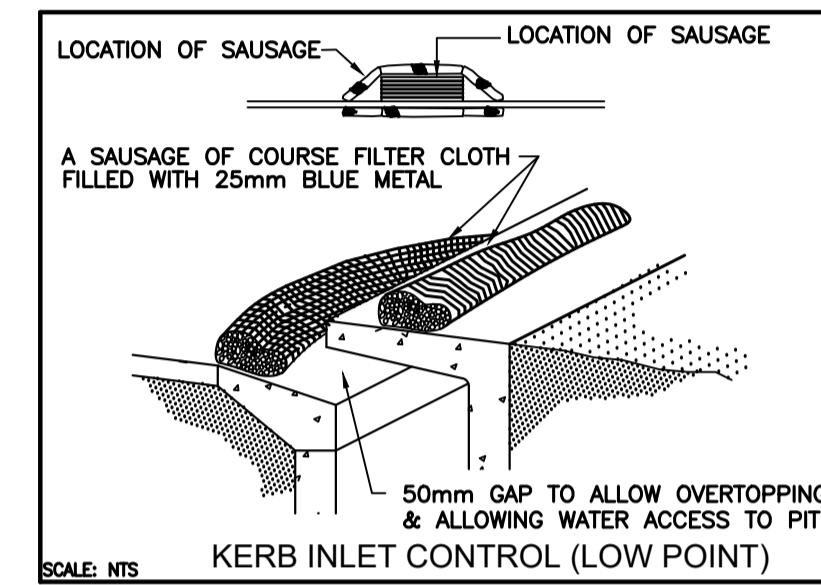 LOCATION OF SAUSAGE
LOCATION OF SAUSAGE
A SAUSAGE OF COURSE FILTER CLOTH
FILLED WITH 25mm BLUE METAL
50mm GAP TO ALLOW OVERTOPPING
& ALLOWING WATER ACCESS TO PIT
SCALE: NTS
KERB INLET CONTROL (LOW POINT)